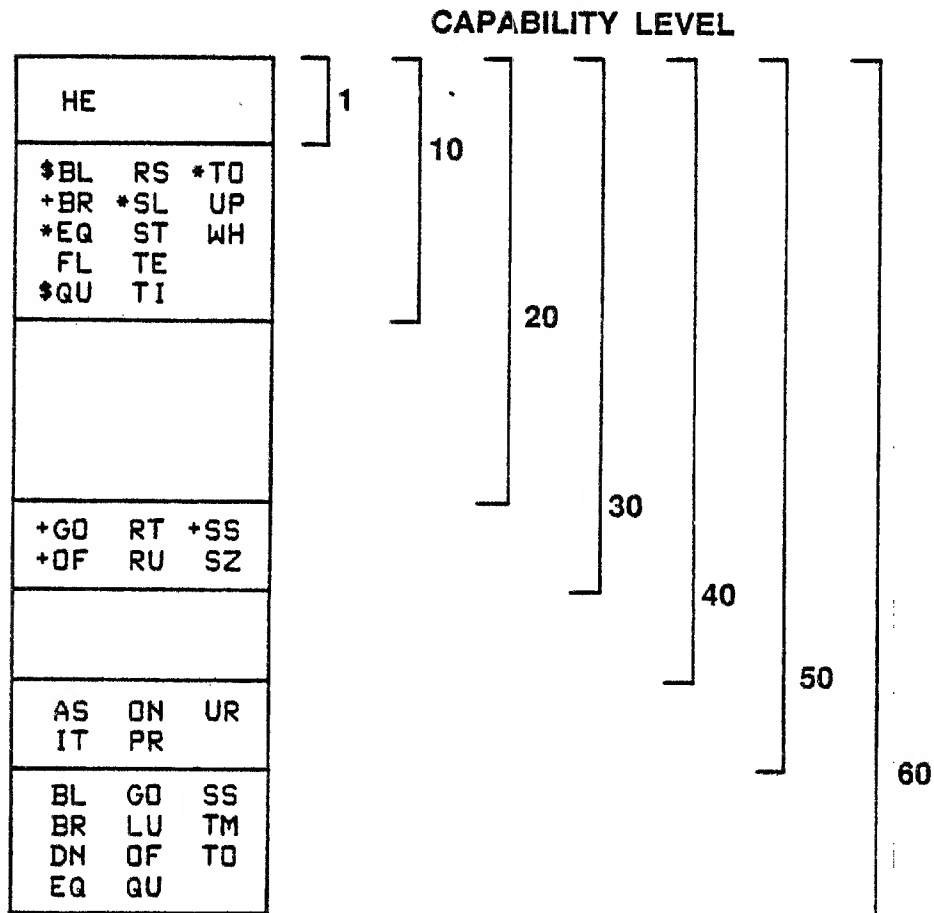 CAPABILITY LEVEL
HE
1
10
$BL RS *TO
+BR *SL UP
*EQ ST WH
FL TE
$QU TI
20
30
+GO RT +SS
+OF RU SZ
40
50
AS ON UR
IT PR
60
BL GO SS
BR LU TM
DN OF TO
EQ QU